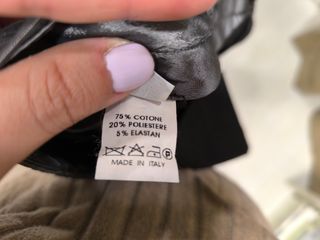 75% COTONE
20% POLIESTERE
5% ELASTAN
MADE IN ITALY